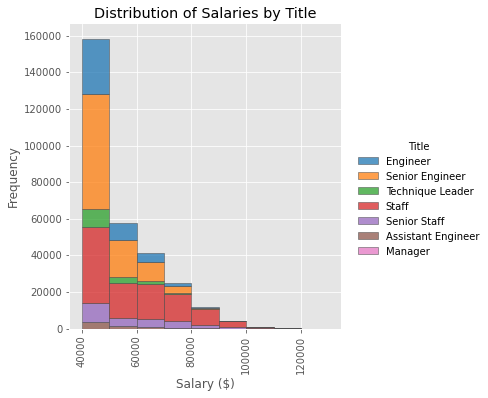 Distribution of Salaries by Title
160000
140000
120000
100000
80000
60000
40000
20000
0
Frequency
40000
60000
80000
100000
120000
Salary ($)
Title
Engineer
Senior Engineer
Technique Leader
Staff
Senior Staff
Assistant Engineer
Manager